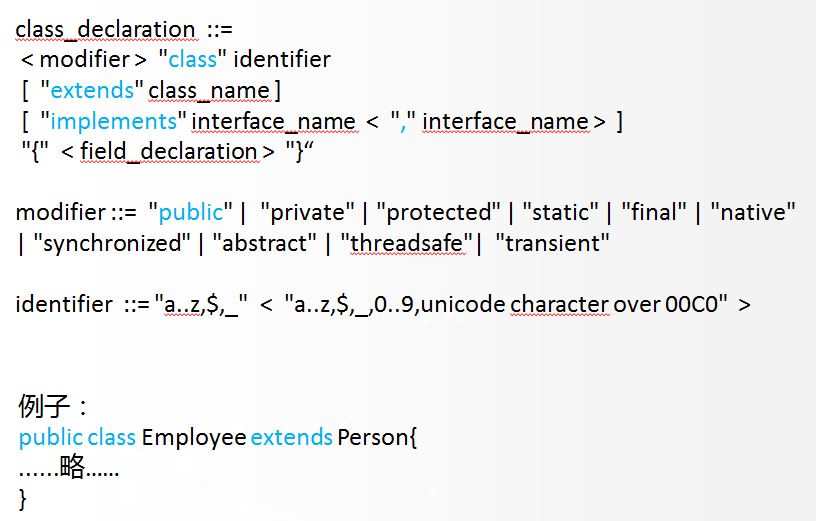 class_declaration ::=
< modifier > "class" identifier
[ "extends" class_name ]
[ "implements" interface_name < "," interface_name > ]
"{" < field_declaration > "}“
modifier ::= "public" | "private" | "protected" | "static" | "final" | "native"
| "synchronized" | "abstract" | "threadsafe" | "transient"
identifier ::= "a..z,$,_" < "a..z,$,_,0..9,unicode character over 00C0" >
例子：
public class Employee extends Person{
......略......
}